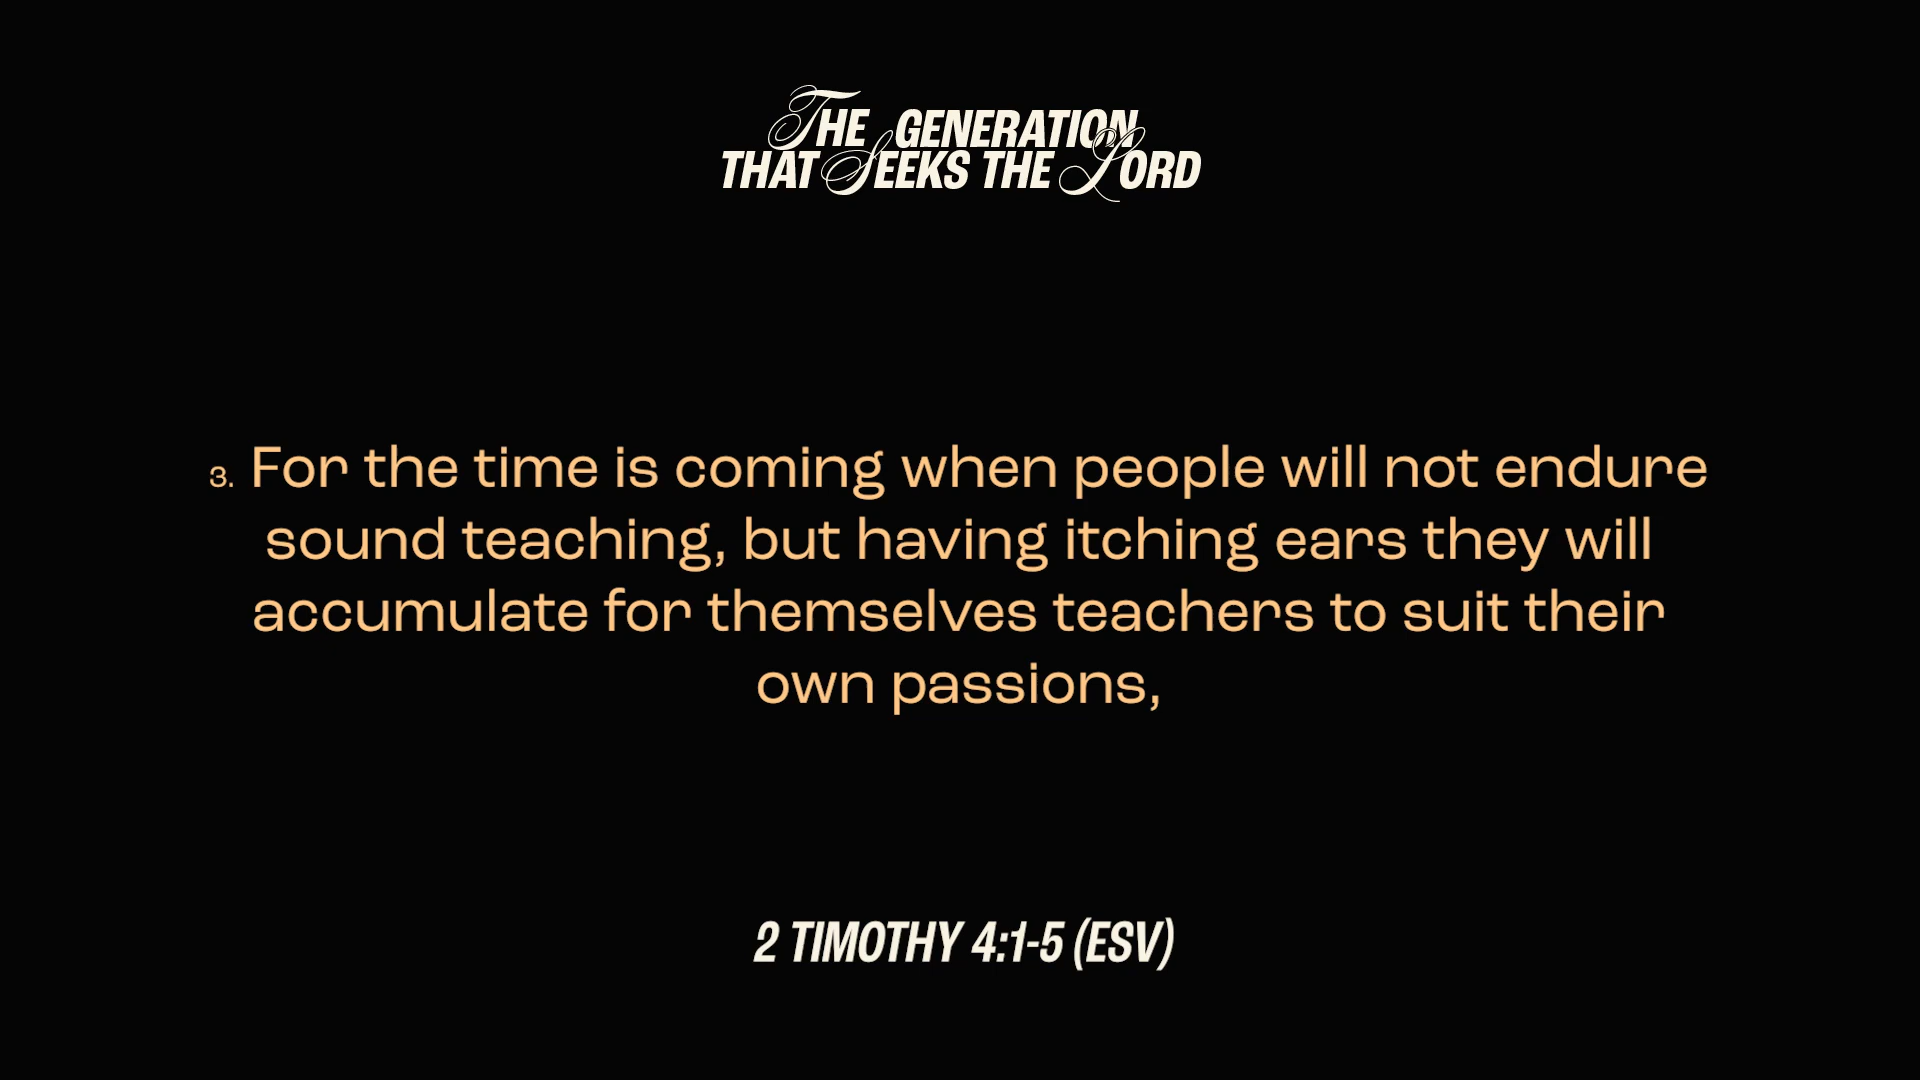 THE GENERATION
THAT SEEKS THE LORD
3. For the time is coming when people will not endure
sound teaching, but having itching ears they will
accumulate for themselves teachers to suit their
own passions,
2 TIMOTHY 4:1-5 (ESV)